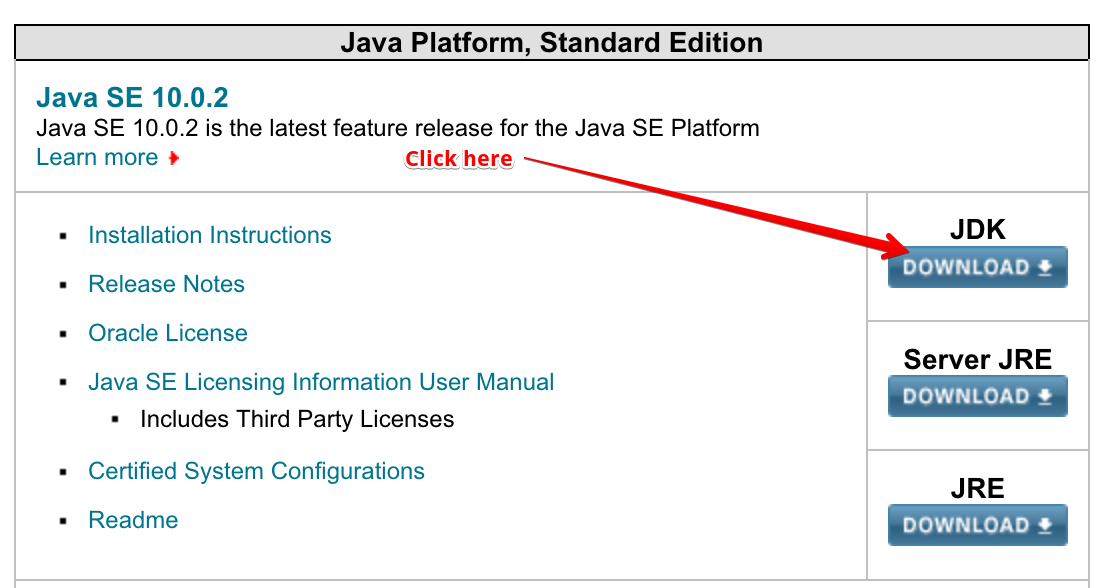 Java Platform, Standard Edition
Java SE 10.0.2
Java SE 10.0.2 is the latest feature release for the Java SE Platform
Learn more
Click here
Installation Instructions
Release Notes
Oracle License
Java SE Licensing Information User Manual
Includes Third Party Licenses
Certified System Configurations
Readme
JDK
DOWNLOAD
Server JRE
DOWNLOAD
JRE
DOWNLOAD